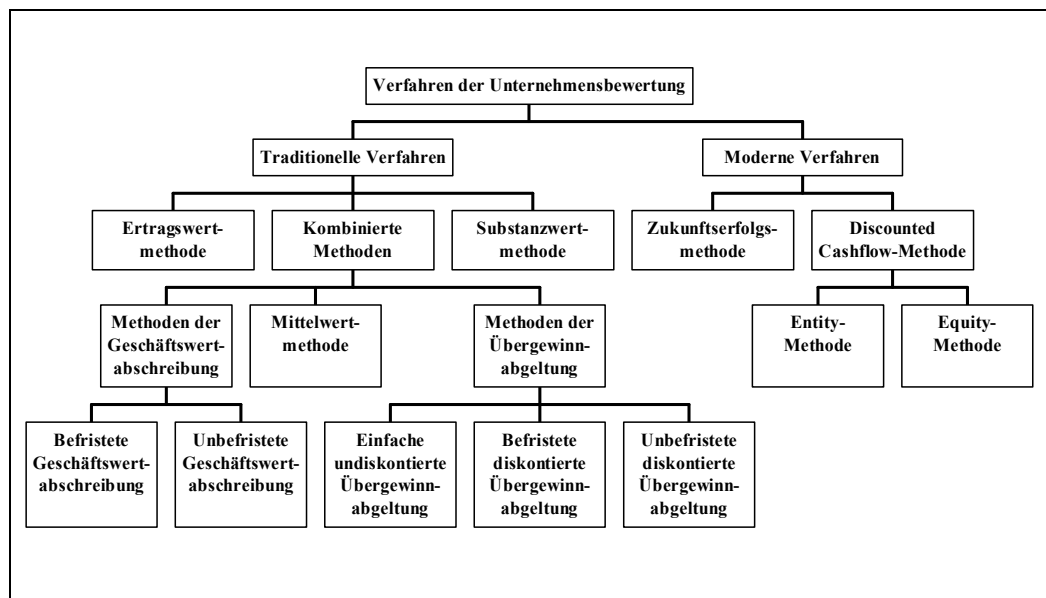 Verfahren der Unternehmensbewertung
Traditionelle Verfahren
Moderne Verfahren
Ertragswert-
methode
Kombinierte
Methoden
Substanzwert-
methode
Zukunftserfolgs-
methode
Discounted
Cashflow-Methode
Methoden der
Geschäftswert-
abschreibung
Mittelwert-
methode
Methoden der
Übergewinn-
abgeltung
Entity-
Methode
Equity-
Methode
Befristete
Geschäftswert-
abschreibung
Unbefristete
Geschäftswert-
abschreibung
Einfache
undiskontierte
Übergewinn-
abgeltung
Befristete
diskontierte
Übergewinn-
abgeltung
Unbefristete
diskontierte
Übergewinn-
abgeltung